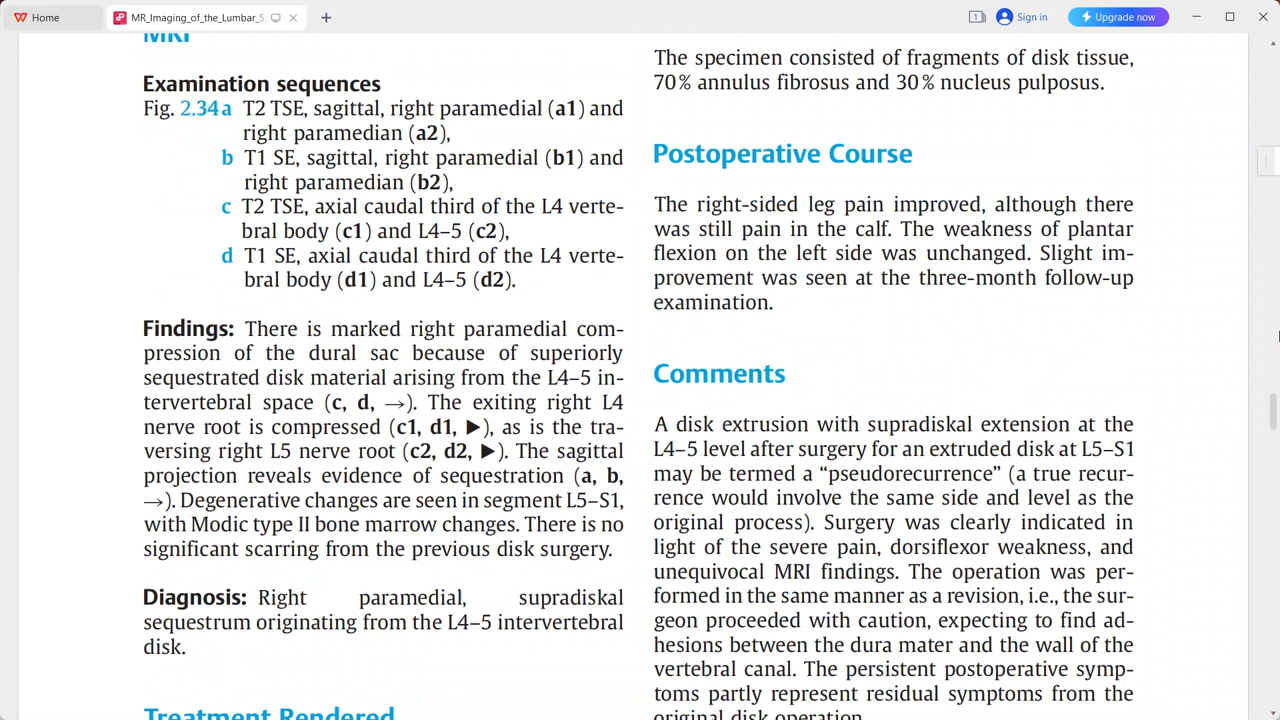 Home
MR_Imaging_of_the_Lumbar_S
Sign in
Upgrade now
MRI
Examination sequences
Fig. 2.34 a T2 TSE, sagittal, right paramedial (a1) and
right paramedian (a2),
b T1 SE, sagittal, right paramedial (b1) and
right paramedian (b2),
c T2 TSE, axial caudal third of the L4 verte-
bral body (c1) and L4–5 (c2),
d T1 SE, axial caudal third of the L4 verte-
bral body (d1) and L4–5 (d2).
Findings: There is marked right paramedial com-
pression of the dural sac because of superiorly
sequestrated disk material arising from the L4–5 in-
tervertebral space (c, d, →). The exiting right L4
nerve root is compressed (c1, d1, ▶), as is the tra-
versing right L5 nerve root (c2, d2, ▶). The sagittal
projection reveals evidence of sequestration (a, b,
→). Degenerative changes are seen in segment L5–S1,
with Modic type II bone marrow changes. There is no
significant scarring from the previous disk surgery.
Diagnosis: Right paramedial, supradiskal
sequestrum originating from the L4–5 intervertebral
disk.
Treatment Rendered
The specimen consisted of fragments of disk tissue,
70% annulus fibrosus and 30% nucleus pulposus.
Postoperative Course
The right-sided leg pain improved, although there
was still pain in the calf. The weakness of plantar
flexion on the left side was unchanged. Slight im-
provement was seen at the three-month follow-up
examination.
Comments
A disk extrusion with supradiskal extension at the
L4–5 level after surgery for an extruded disk at L5–S1
may be termed a “pseudorecurrence” (a true recur-
rence would involve the same side and level as the
original process). Surgery was clearly indicated in
light of the severe pain, dorsiflexor weakness, and
unequivocal MRI findings. The operation was per-
formed in the same manner as a revision, i.e., the sur-
geon proceeded with caution, expecting to find ad-
hesions between the dura mater and the wall of the
vertebral canal. The persistent postoperative symp-
toms partly represent residual symptoms from the
original disk operation.